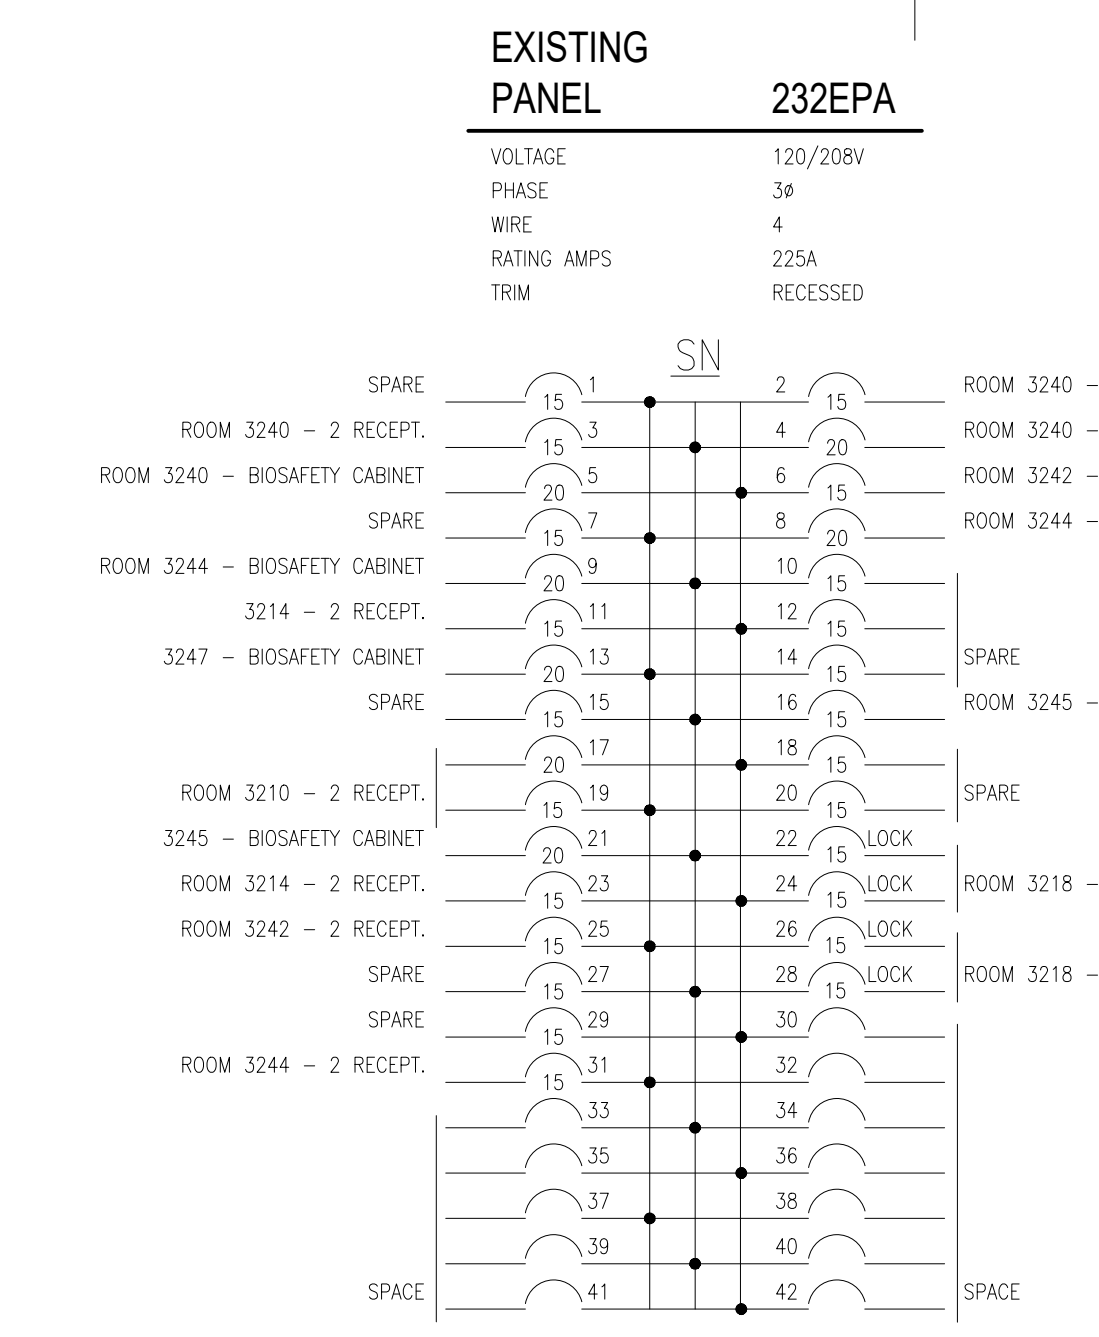 EXISTING
PANEL 232EPA
VOLTAGE 120/208V
PHASE 3ø
WIRE 4
RATING AMPS 225A
TRIM RECESSED
SN
SPARE 15 1 2 15 ROOM 3240 –
ROOM 3240 – 2 RECEPT. 15 3 4 20 ROOM 3240 –
ROOM 3240 – BIOSAFETY CABINET 20 5 6 15 ROOM 3242 –
SPARE 15 7 8 20 ROOM 3244 –
ROOM 3244 – BIOSAFETY CABINET 20 9 10 15
3214 – 2 RECEPT. 15 11 12 15
3247 – BIOSAFETY CABINET 20 13 14 15 SPARE
SPARE 15 15 16 15 ROOM 3245 –
20 17 18 15
ROOM 3210 – 2 RECEPT. 15 19 20 15 SPARE
3245 – BIOSAFETY CABINET 20 21 22 15 LOCK
ROOM 3214 – 2 RECEPT. 15 23 24 15 LOCK ROOM 3218 –
ROOM 3242 – 2 RECEPT. 15 25 26 15 LOCK
SPARE 15 27 28 15 LOCK ROOM 3218 –
SPARE 15 29 30
ROOM 3244 – 2 RECEPT. 15 31 32
33 34
35 36
37 38
39 40
SPACE 41 42 SPACE